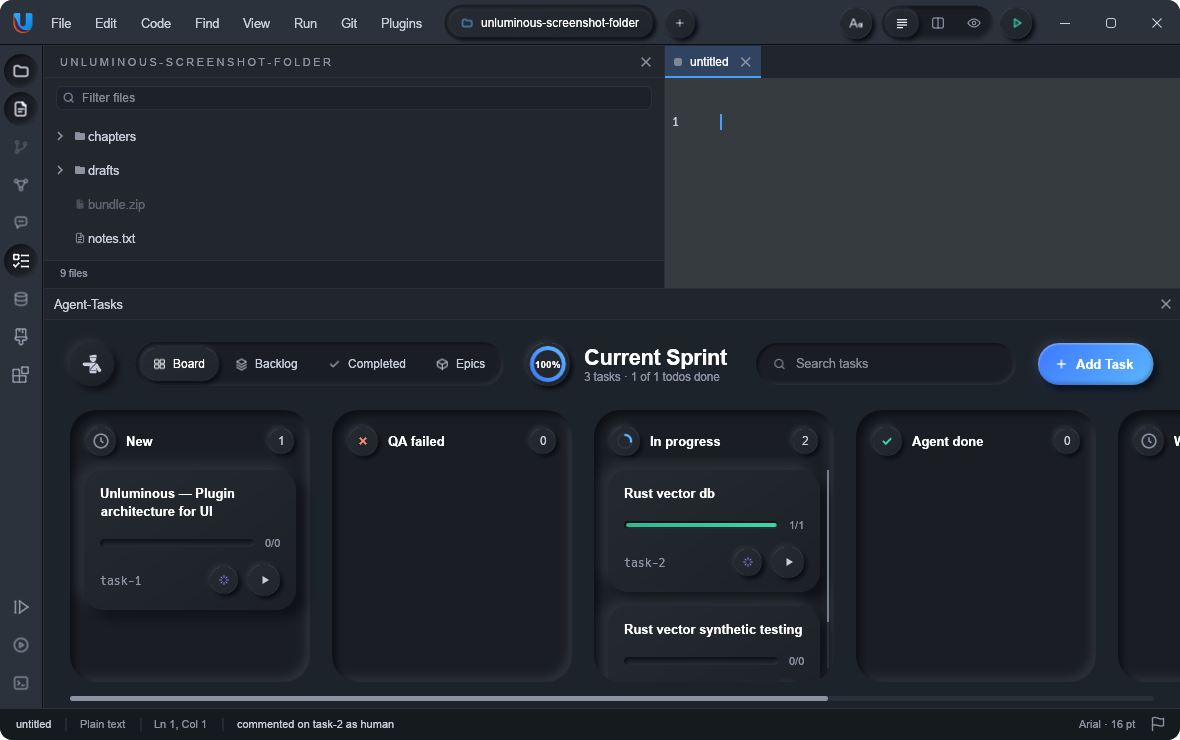 File Edit Code Find View Run Git Plugins unluminous-screenshot-folder + Aa
UNLUMINOUS-SCREENSHOT-FOLDER
untitled
Filter files
1
chapters
drafts
bundle.zip
notes.txt
9 files
Agent-Tasks
Board Backlog Completed Epics
100%
Current Sprint
3 tasks · 1 of 1 todos done
Search tasks
+ Add Task
New 1
Unluminous — Plugin
architecture for UI
0/0
task-1
QA failed 0
In progress 2
Rust vector db
1/1
task-2
Rust vector synthetic testing
0/0
Agent done 0
untitled Plain text Ln 1, Col 1 commented on task-2 as human Arial · 16 pt